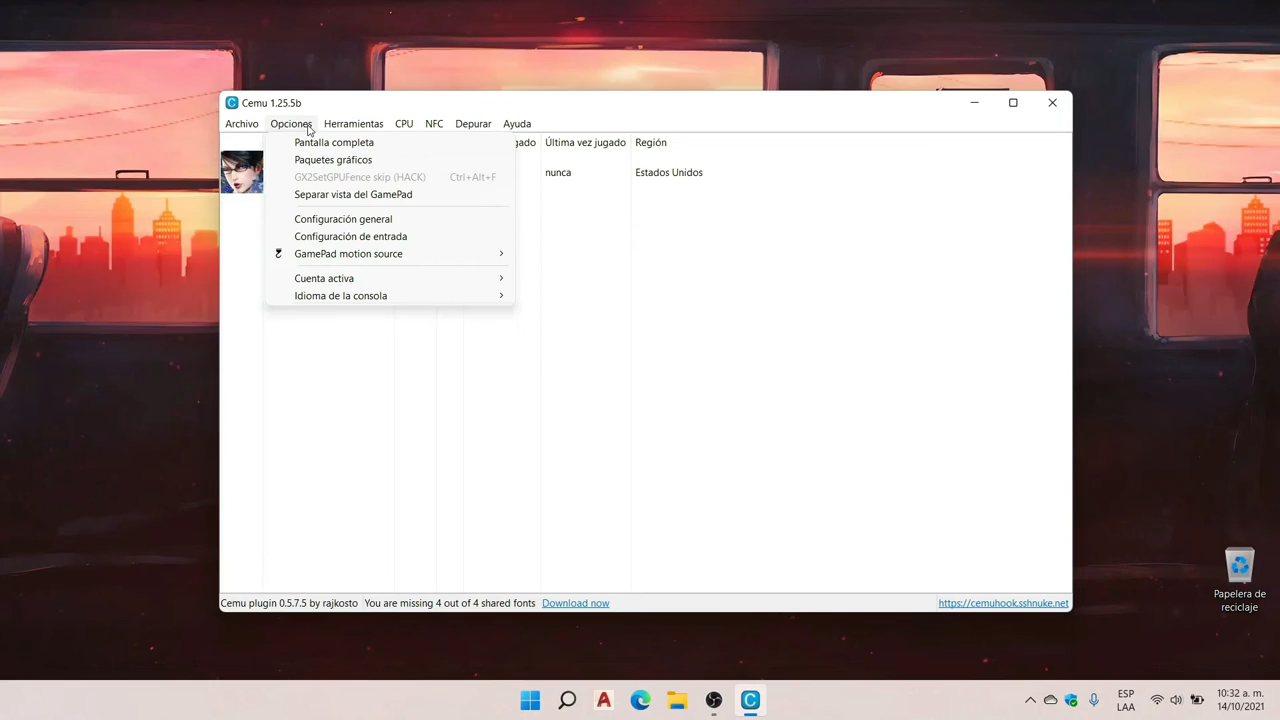 Cemu 1.25.5b
Archivo Opciones Herramientas CPU NFC Depurar Ayuda
Pantalla completa
Paquetes gráficos
GX2SetGPUFence skip (HACK) Ctrl+Alt+F
Separar vista del GamePad
Configuración general
Configuración de entrada
GamePad motion source
Cuenta activa
Idioma de la consola
gado Última vez jugado Región
nunca Estados Unidos
Cemu plugin 0.5.7.5 by rajkosto You are missing 4 out of 4 shared fonts Download now https://cemuhook.sshnuke.net
Papelera de
reciclaje
ESP
LAA
10:32 a. m.
14/10/2021